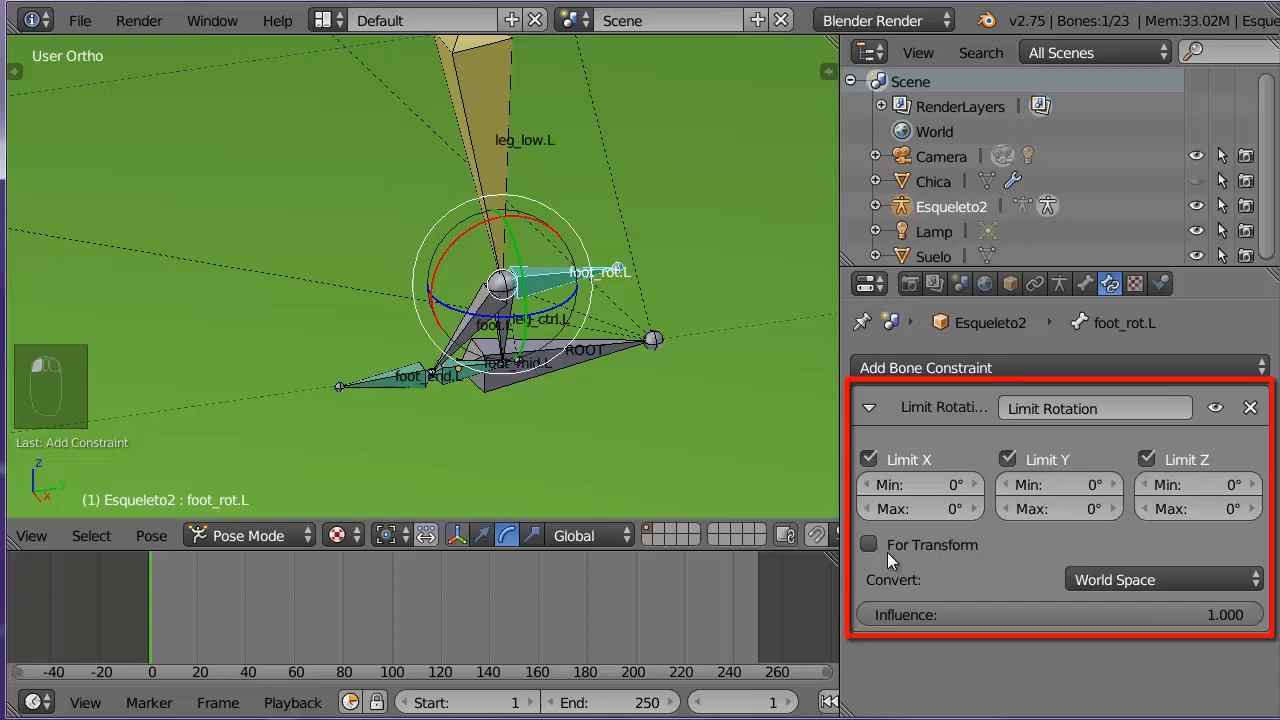 File Render Window Help Default Scene Blender Render v2.75 | Bones:1/23 | Mem:33.02M | Esque
User Ortho
View Search All Scenes
Scene
RenderLayers
World
Camera
Chica
Esqueleto2
Lamp
Suelo
leg_low.L
foot_rot.L
leg_ctrl.L
foot.L
ROOT
foot_mid.L
foot_end.L
Esqueleto2 foot_rot.L
Add Bone Constraint
Limit Rotati... Limit Rotation
Limit X Limit Y Limit Z
Min: 0° Min: 0° Min: 0°
Max: 0° Max: 0° Max: 0°
For Transform
Convert: World Space
Influence: 1.000
Last: Add Constraint
z
y
x
(1) Esqueleto2 : foot_rot.L
View Select Pose Pose Mode Global
-40 -20 0 20 40 60 80 100 120 140 160 180 200 220 240 260
View Marker Frame Playback Start: 1 End: 250 1